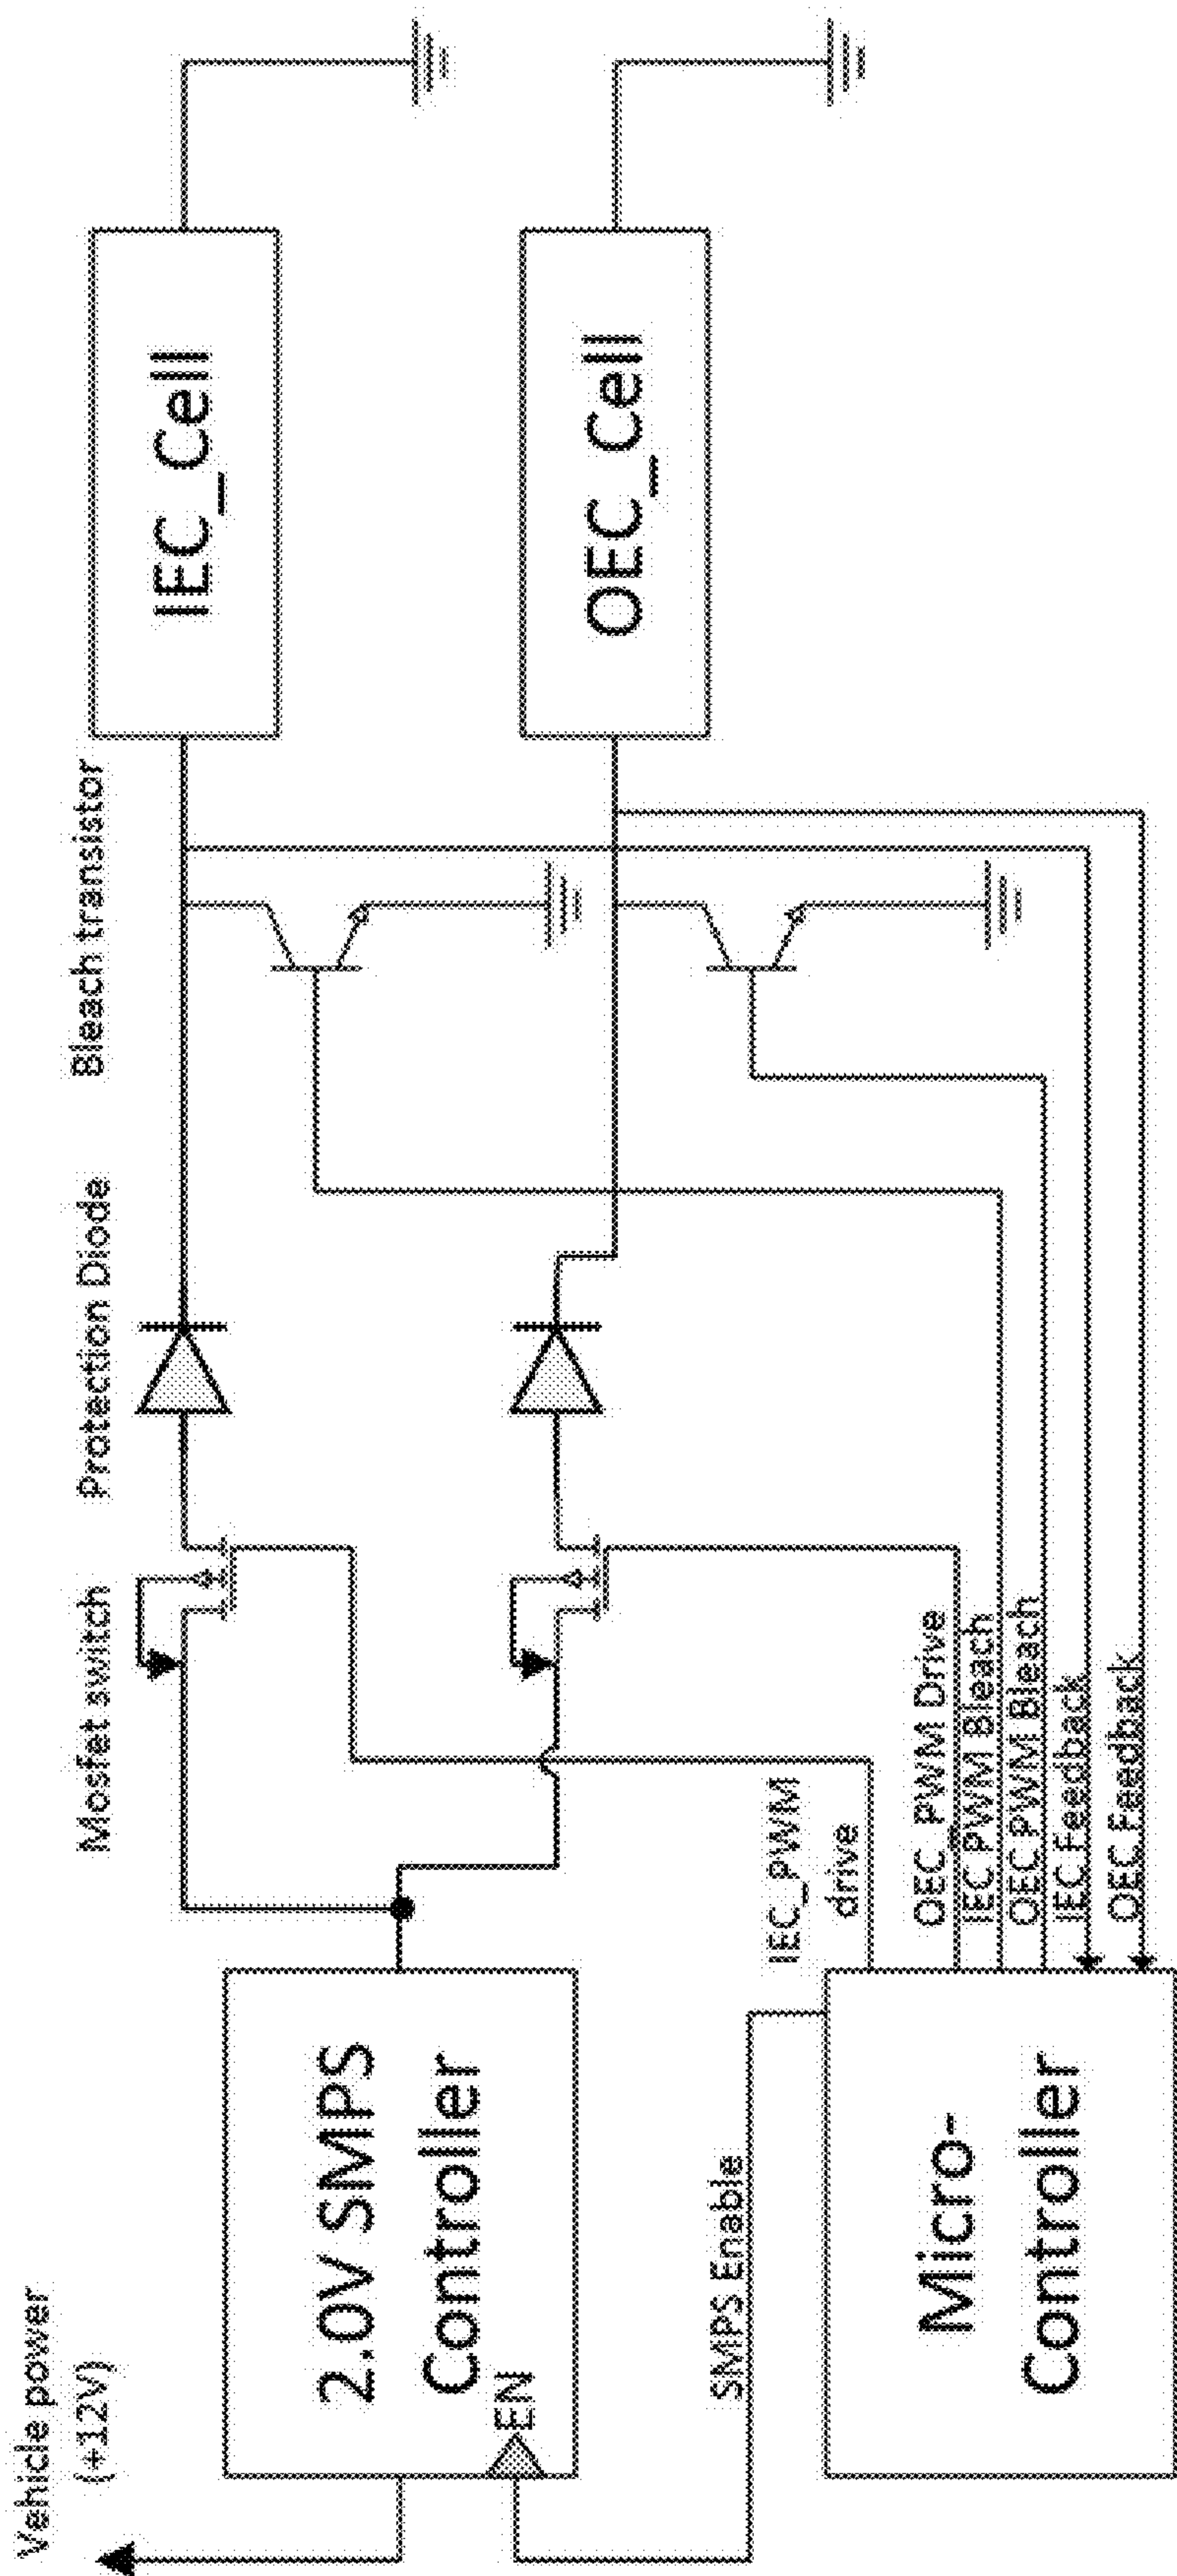 Vehicle power
(+12V)
Mosfet switch
Protection Diode
Bleach transistor
2.0V SMPS
Controller
EN
IEC_Cell
OEC_Cell
SMPS Enable
IEC_PWM
drive
OEC_PWM Drive
IEC PWM Bleach
OEC PWM Bleach
IEC Feedback
OEC Feedback
Micro-
Controller